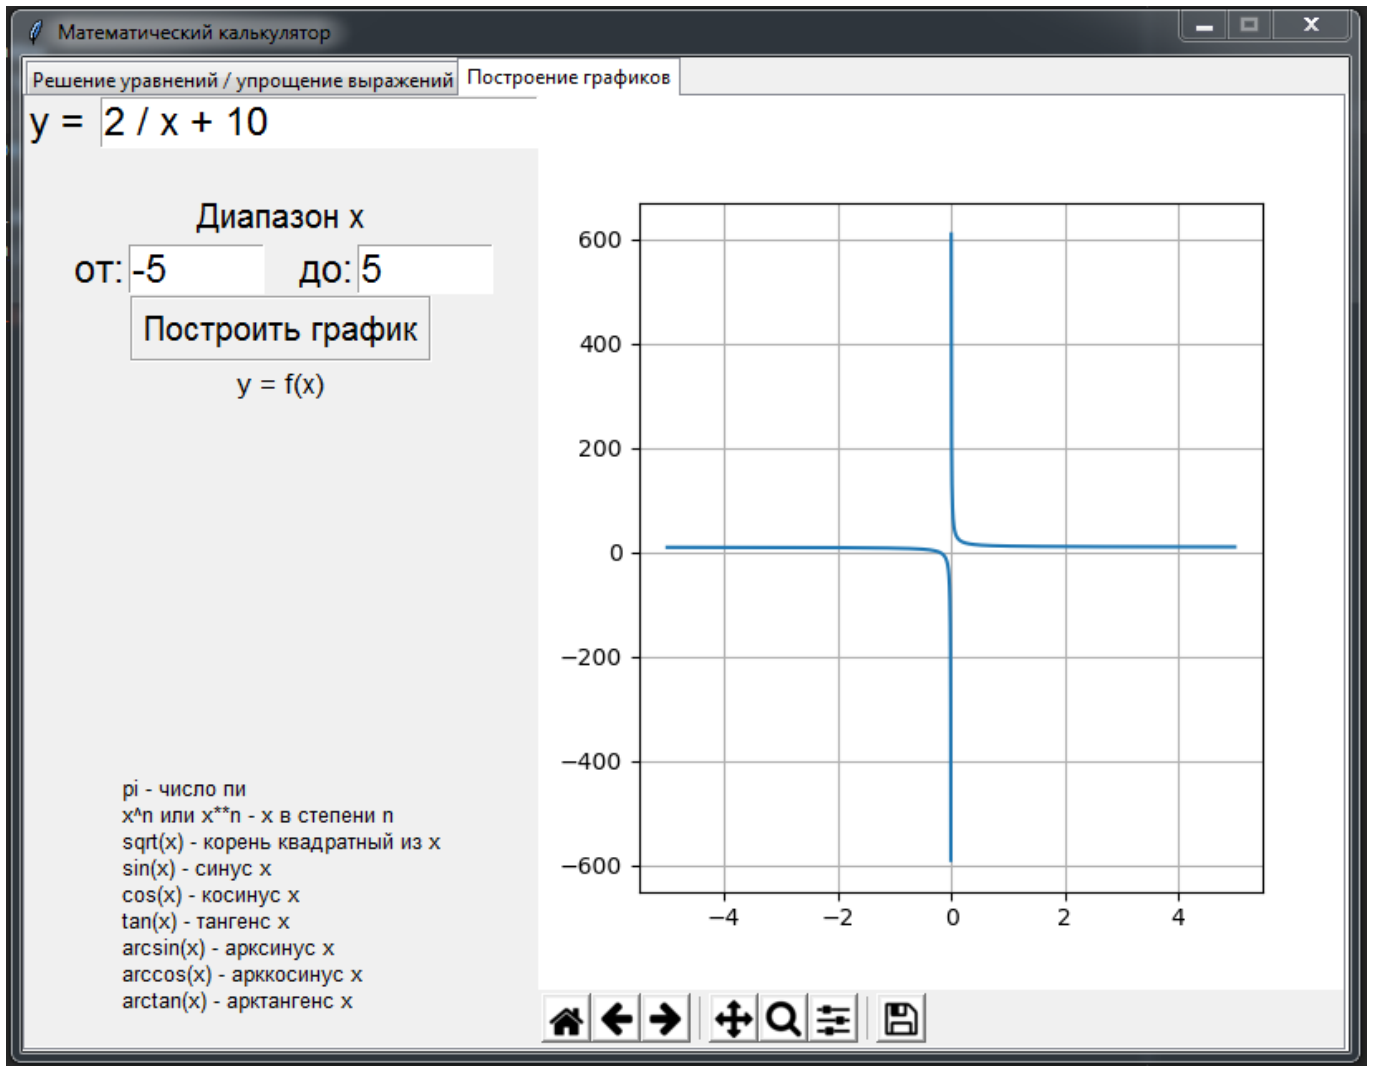 Математический калькулятор
Решение уравнений / упрощение выражений
Построение графиков
y = 2 / x + 10
Диапазон x
от: -5 до: 5
Построить график
y = f(x)
pi - число пи
x^n или x**n - x в степени n
sqrt(x) - корень квадратный из x
sin(x) - синус x
cos(x) - косинус x
tan(x) - тангенс x
arcsin(x) - арксинус x
arccos(x) - арккосинус x
arctan(x) - арктангенс x
600
400
200
0
−200
−400
−600
−4 −2 0 2 4